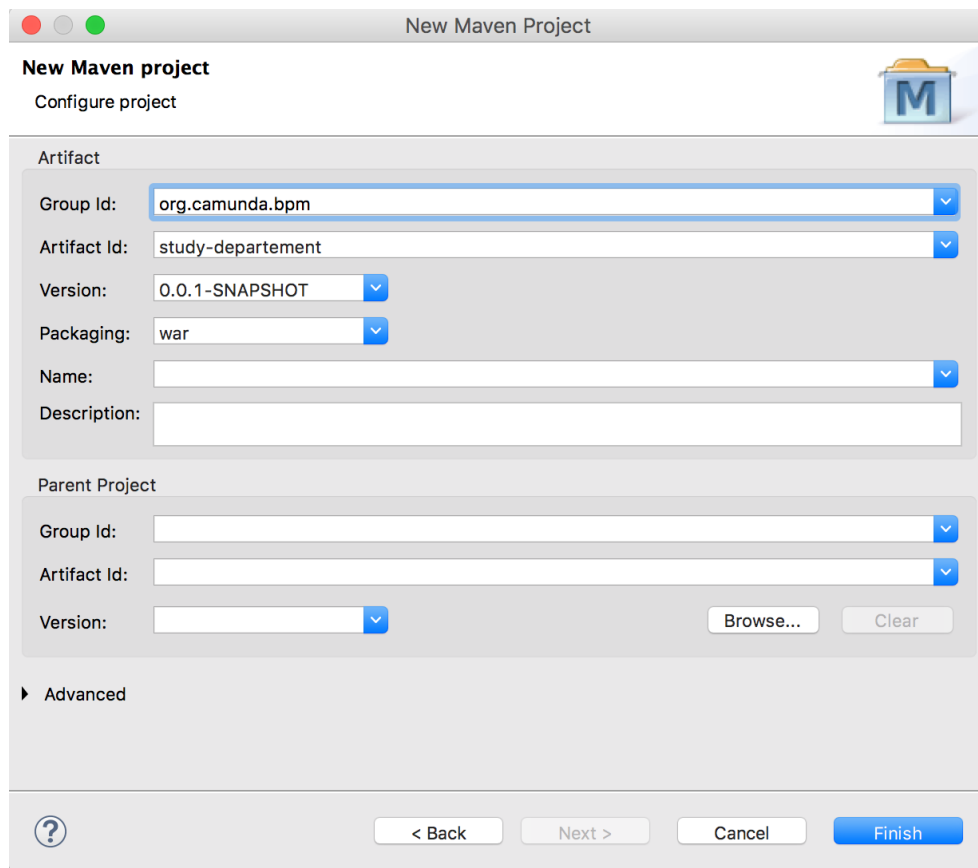 New Maven Project
New Maven project
Configure project
M
Artifact
Group Id: org.camunda.bpm
Artifact Id: study-departement
Version: 0.0.1-SNAPSHOT
Packaging: war
Name:
Description:
Parent Project
Group Id:
Artifact Id:
Version: Browse... Clear
Advanced
? < Back Next > Cancel Finish